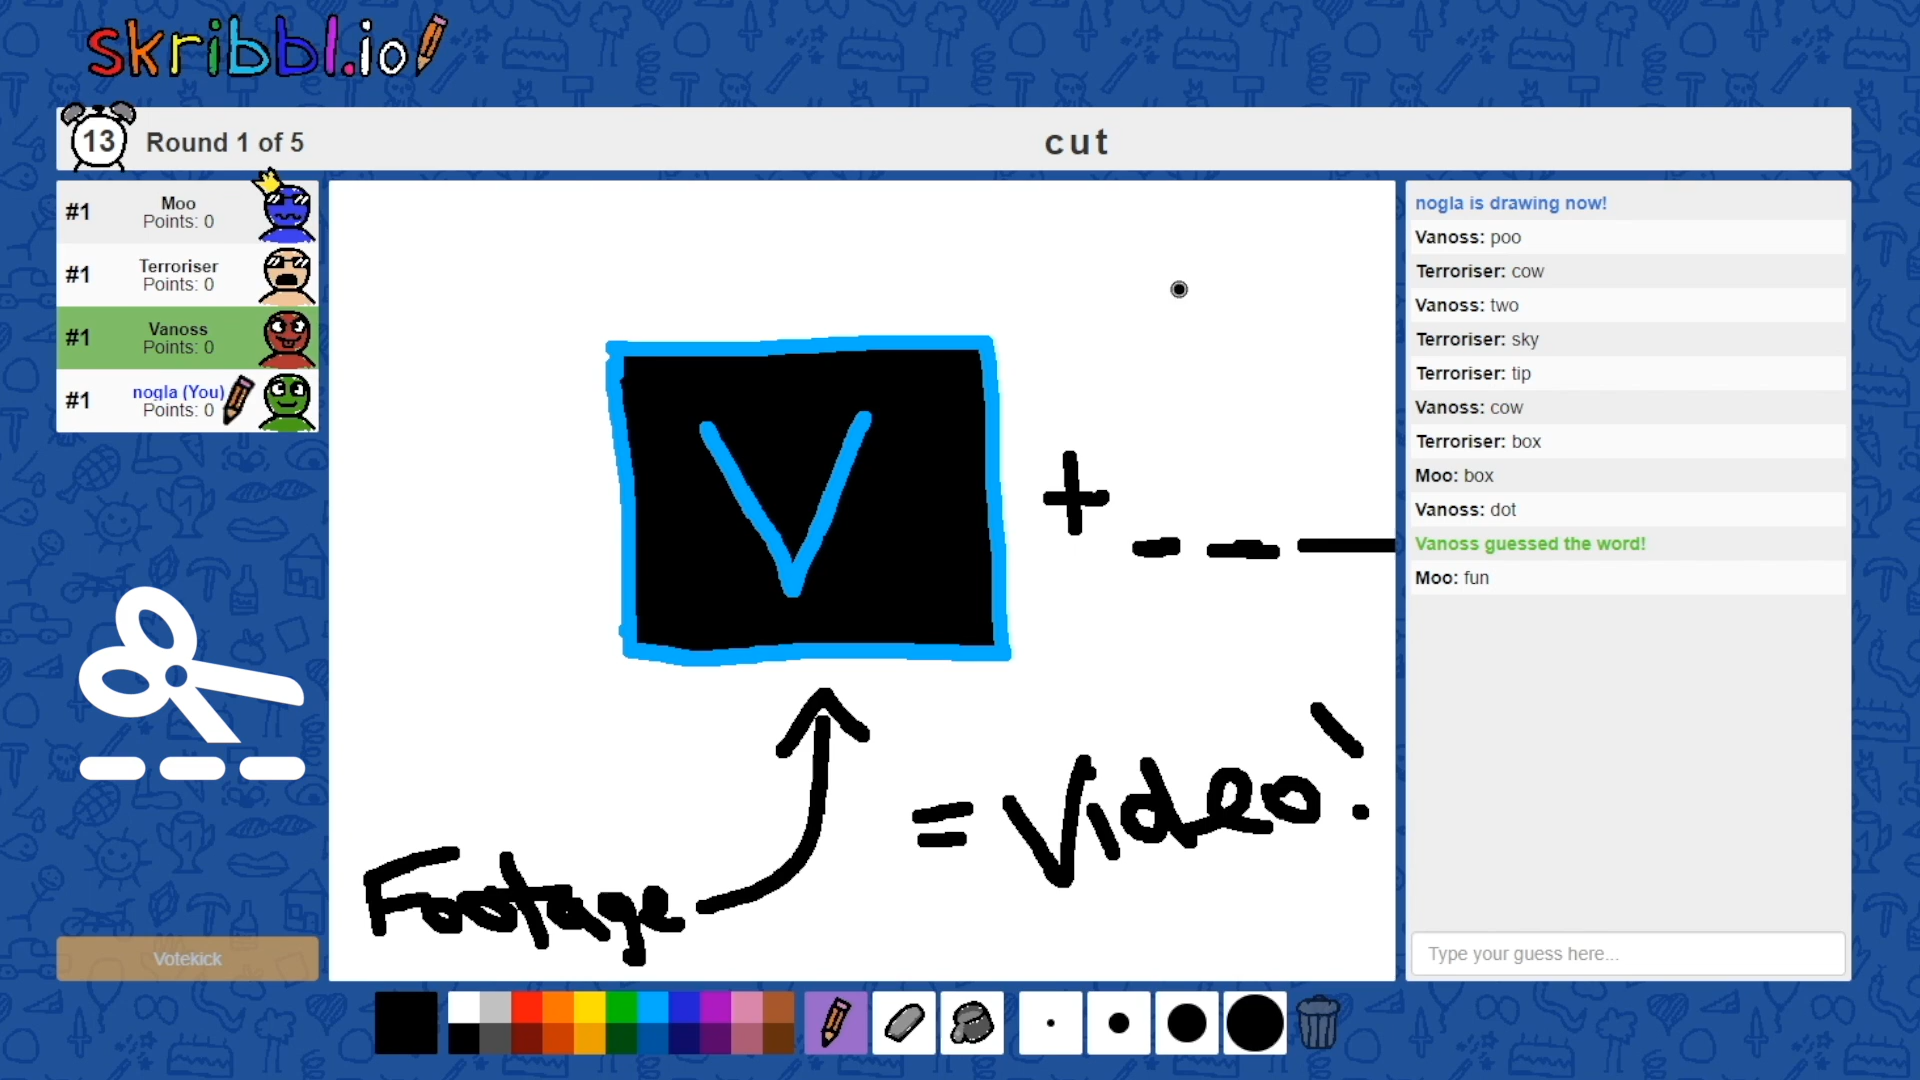 skribbl.io
13
Round 1 of 5
cut
#1
Moo
Points: 0
#1
Terroriser
Points: 0
#1
Vanoss
Points: 0
#1
nogla (You)
Points: 0
V
+
Footage
= Video!
Votekick
nogla is drawing now!
Vanoss: poo
Terroriser: cow
Vanoss: two
Terroriser: sky
Terroriser: tip
Vanoss: cow
Terroriser: box
Moo: box
Vanoss: dot
Vanoss guessed the word!
Moo: fun
Type your guess here...